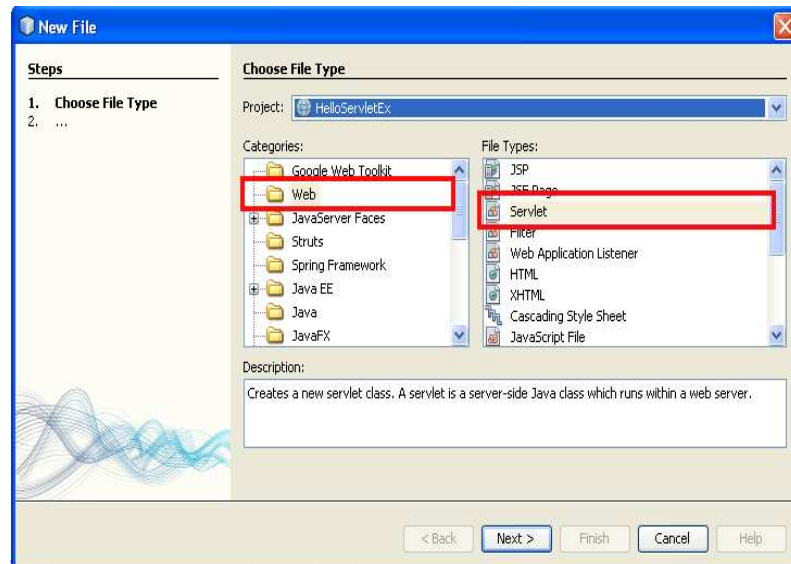 New File
Steps
1. Choose File Type
2. ...
Choose File Type
Project: HelloServletEx
Categories:
Google Web Toolkit
Web
JavaServer Faces
Struts
Spring Framework
Java EE
Java
JavaFX
File Types:
JSP
JSF Page
Servlet
Filter
Web Application Listener
HTML
XHTML
Cascading Style Sheet
JavaScript File
Description:
Creates a new servlet class. A servlet is a server-side Java class which runs within a web server.
< Back Next > Finish Cancel Help